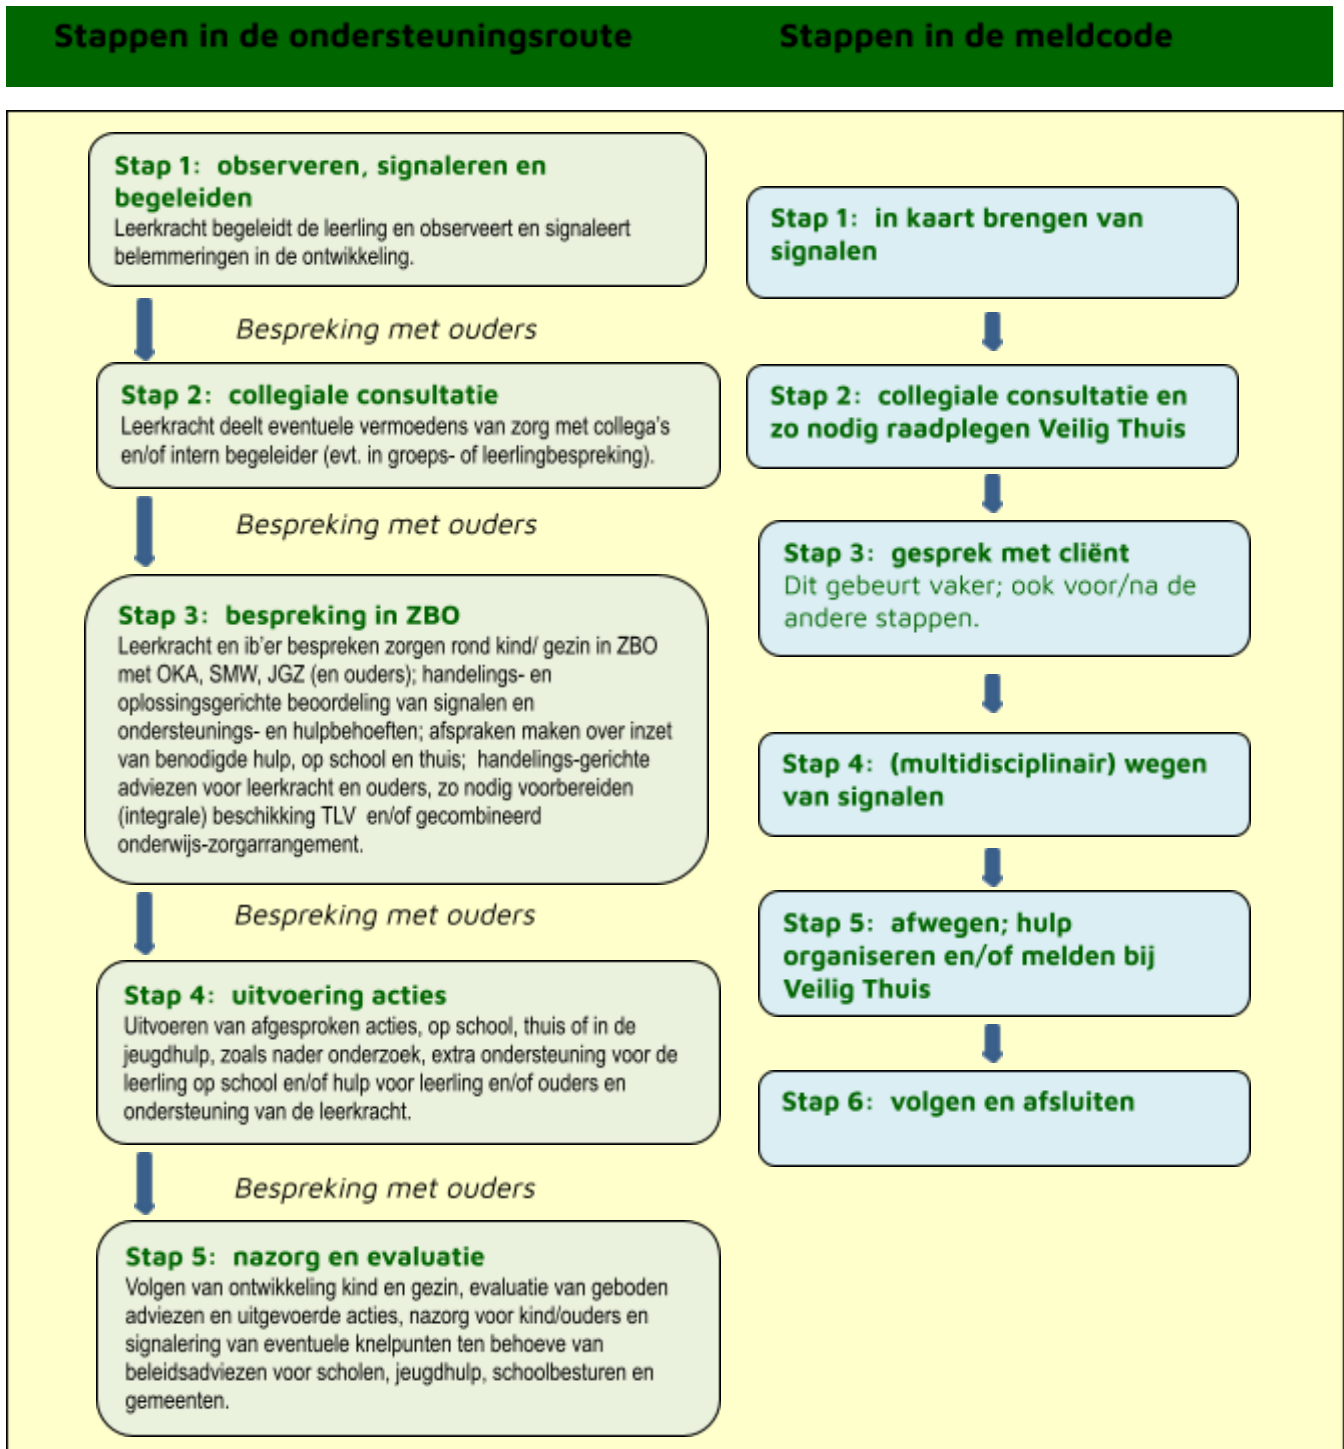 Stappen in de ondersteuningsroute
Stappen in de meldcode
Stap 1: observeren, signaleren en
begeleiden
Leerkracht begeleidt de leerling en observeert en signaleert
belemmeringen in de ontwikkeling.
Bespreking met ouders
Stap 2: collegiale consultatie
Leerkracht deelt eventuele vermoedens van zorg met collega's
en/of intern begeleider (evt. in groeps- of leerlingbespreking).
Bespreking met ouders
Stap 3: bespreking in ZBO
Leerkracht en ib'er bespreken zorgen rond kind/ gezin in ZBO
met OKA, SMW, JGZ (en ouders); handelings- en
oplossingsgerichte beoordeling van signalen en
ondersteunings- en hulpbehoeften; afspraken maken over inzet
van benodigde hulp, op school en thuis; handelings-gerichte
adviezen voor leerkracht en ouders, zo nodig voorbereiden
(integrale) beschikking TLV en/of gecombineerd
onderwijs-zorgarrangement.
Bespreking met ouders
Stap 4: uitvoering acties
Uitvoeren van afgesproken acties, op school, thuis of in de
jeugdhulp, zoals nader onderzoek, extra ondersteuning voor de
leerling op school en/of hulp voor leerling en/of ouders en
ondersteuning van de leerkracht.
Bespreking met ouders
Stap 5: nazorg en evaluatie
Volgen van ontwikkeling kind en gezin, evaluatie van geboden
adviezen en uitgevoerde acties, nazorg voor kind/ouders en
signalering van eventuele knelpunten ten behoeve van
beleidsadviezen voor scholen, jeugdhulp, schoolbesturen en
gemeenten.
Stap 1: in kaart brengen van
signalen
Stap 2: collegiale consultatie en
zo nodig raadplegen Veilig Thuis
Stap 3: gesprek met cliënt
Dit gebeurt vaker; ook voor/na de
andere stappen.
Stap 4: (multidisciplinair) wegen
van signalen
Stap 5: afwegen; hulp
organiseren en/of melden bij
Veilig Thuis
Stap 6: volgen en afsluiten